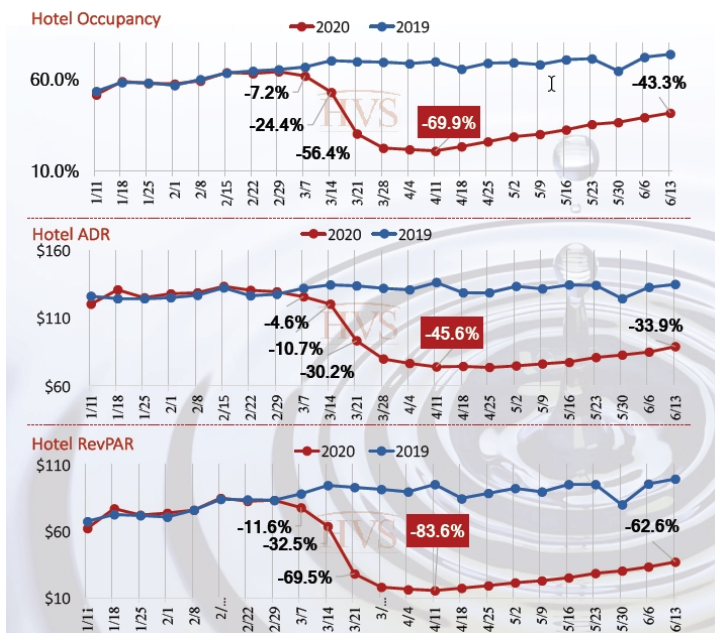 Hotel Occupancy
2020 2019
60.0%
10.0%
-7.2%
-24.4%
-56.4%
-69.9%
-43.3%
HVS
1/11 1/18 1/25 2/1 2/8 2/15 2/22 2/29 3/7 3/14 3/21 3/28 4/4 4/11 4/18 4/25 5/2 5/9 5/16 5/23 5/30 6/6 6/13
Hotel ADR
2020 2019
$160
$110
$60
-4.6%
-10.7%
-30.2%
-45.6%
-33.9%
HVS
1/11 1/18 1/25 2/1 2/8 2/15 2/22 2/29 3/7 3/14 3/21 3/28 4/4 4/11 4/18 4/25 5/2 5/9 5/16 5/23 5/30 6/6 6/13
Hotel RevPAR
2020 2019
$110
$60
$10
-11.6%
-32.5%
-69.5%
-83.6%
-62.6%
HVS
1/11 1/18 1/25 2/1 2/8 2/... 2/22 2/29 3/7 3/14 3/21 3/... 4/4 4/11 4/18 4/25 5/2 5/9 5/16 5/23 5/30 6/6 6/13